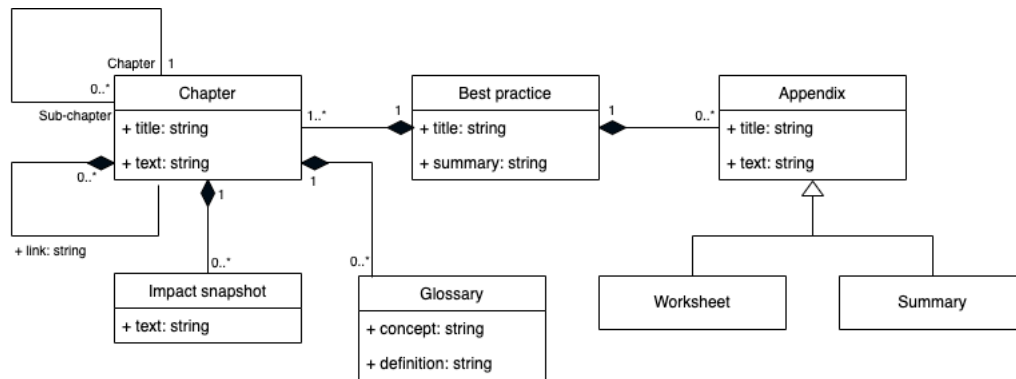 Chapter 1
0..*
Sub-chapter
Chapter
+ title: string
+ text: string
0..*
+ link: string
1..*
1
Best practice
+ title: string
+ summary: string
1
0..*
Appendix
+ title: string
+ text: string
1
1
0..*
0..*
Impact snapshot
+ text: string
Glossary
+ concept: string
+ definition: string
Worksheet
Summary